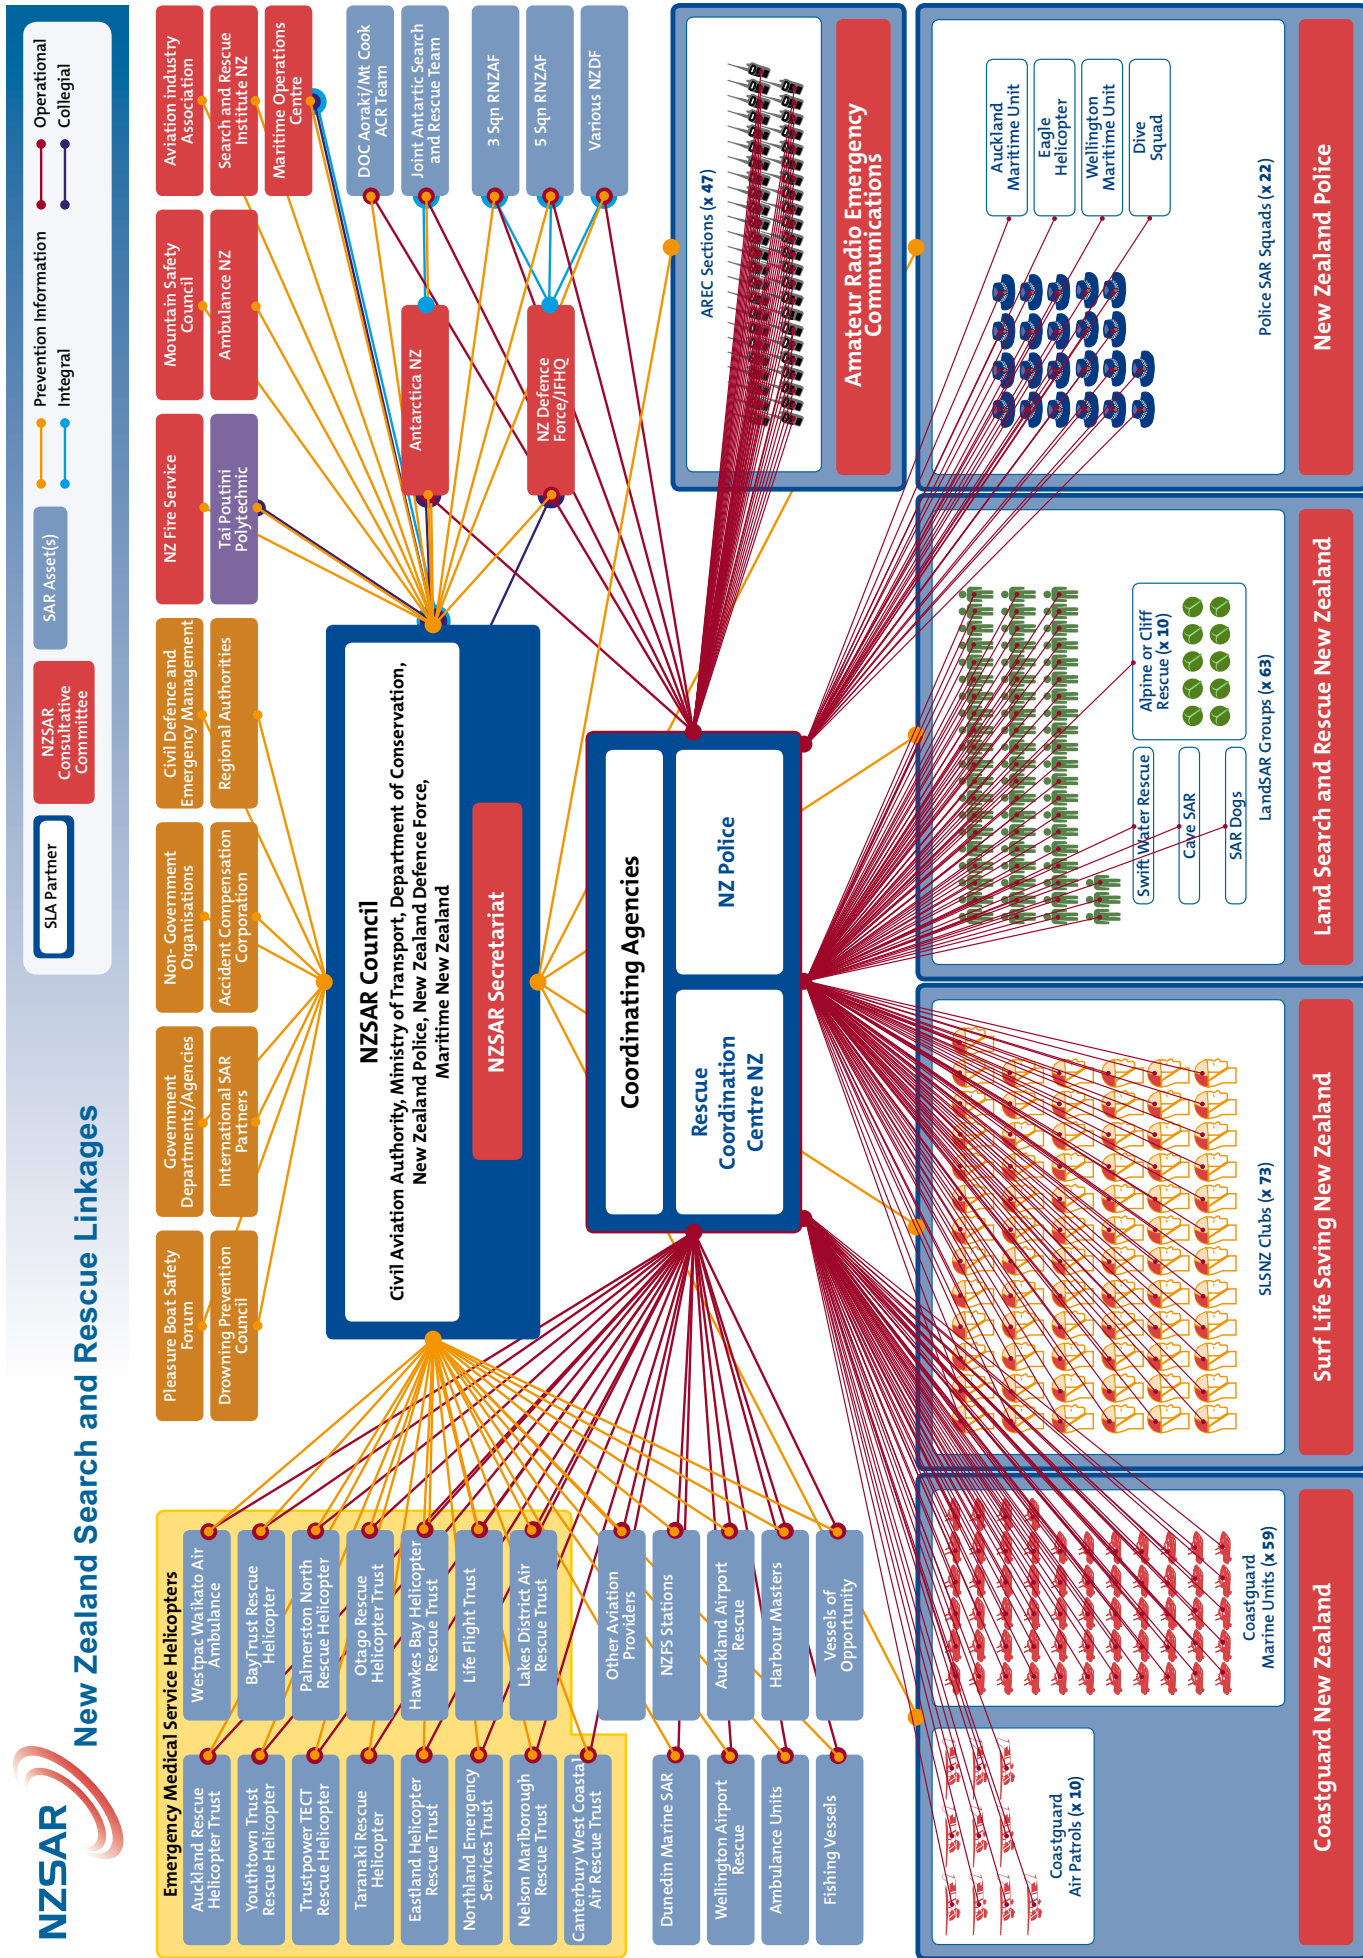 NZSAR
New Zealand Search and Rescue Linkages
SLA Partner
NZSAR
Consultative
Committee
SAR Asset(s)
Prevention Information
Integral
Operational
Collegial
Emergency Medical Service Helicopters
Auckland Rescue
Helicopter Trust
Youthtown Trust
Rescue Helicopter
Trustpower TECT
Rescue Helicopter
Taranaki Rescue
Helicopter
Eastland Helicopter
Rescue Trust
Northland Emergency
Services Trust
Nelson Marlborough
Rescue Trust
Canterbury West Coastal
Air Rescue Trust
Westpac Waikato Air
Ambulance
BayTrust Rescue
Helicopter
Palmerston North
Rescue Helicopter
Otago Rescue
Helicopter Trust
Hawkes Bay Helicopter
Rescue Trust
Life Flight Trust
Lakes District Air
Rescue Trust
Dunedin Marine SAR
Wellington Airport
Rescue
Ambulance Units
Fishing Vessels
Other Aviation
Providers
NZFS Stations
Auckland Airport
Rescue
Harbour Masters
Vessels of
Opportunity
Pleasure Boat Safety
Forum
Drowning Prevention
Council
Government
Departments/Agencies
International SAR
Partners
Non- Government
Organisations
Accident Compensation
Corporation
Civil Defence and
Emergency Management
Regional Authorities
NZ Fire Service
Tai Poutini
Polytechnic
Mountain Safety
Council
Ambulance NZ
Aviation industry
Association
Search and Rescue
Institute NZ
Maritime Operations
Centre
DOC Aoraki/Mt Cook
ACR Team
Joint Antartic Search
and Rescue Team
3 Sqn RNZAF
5 Sqn RNZAF
Various NZDF
Antarctica NZ
NZ Defence
Force/JFHQ
NZSAR Council
Civil Aviation Authority, Ministry of Transport, Department of Conservation,
New Zealand Police, New Zealand Defence Force,
Maritime New Zealand
NZSAR Secretariat
Coordinating Agencies
Rescue
Coordination
Centre NZ
NZ Police
AREC Sections (x 47)
Amateur Radio Emergency
Communications
Coastguard
Air Patrols (x 10)
Coastguard
Marine Units (x 59)
Coastguard New Zealand
SLSNZ Clubs (x 73)
Surf Life Saving New Zealand
Swift Water Rescue
Cave SAR
SAR Dogs
Alpine or Cliff
Rescue (x 10)
LandSAR Groups (x 63)
Land Search and Rescue New Zealand
Auckland
Maritime Unit
Eagle
Helicopter
Wellington
Maritime Unit
Dive
Squad
Police SAR Squads (x 22)
New Zealand Police